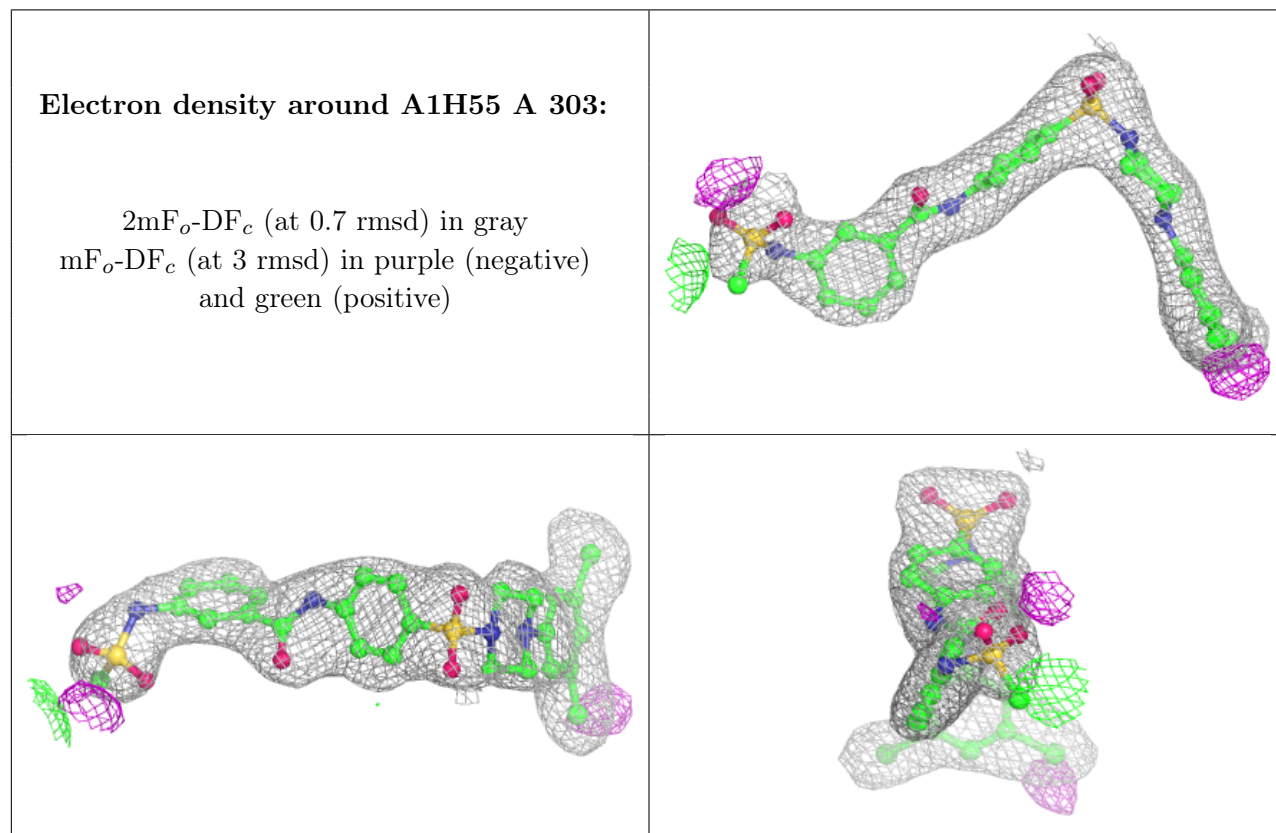 Electron density around A1H55 A 303:
2mFo-DFc (at 0.7 rmsd) in gray
mFo-DFc (at 3 rmsd) in purple (negative)
and green (positive)